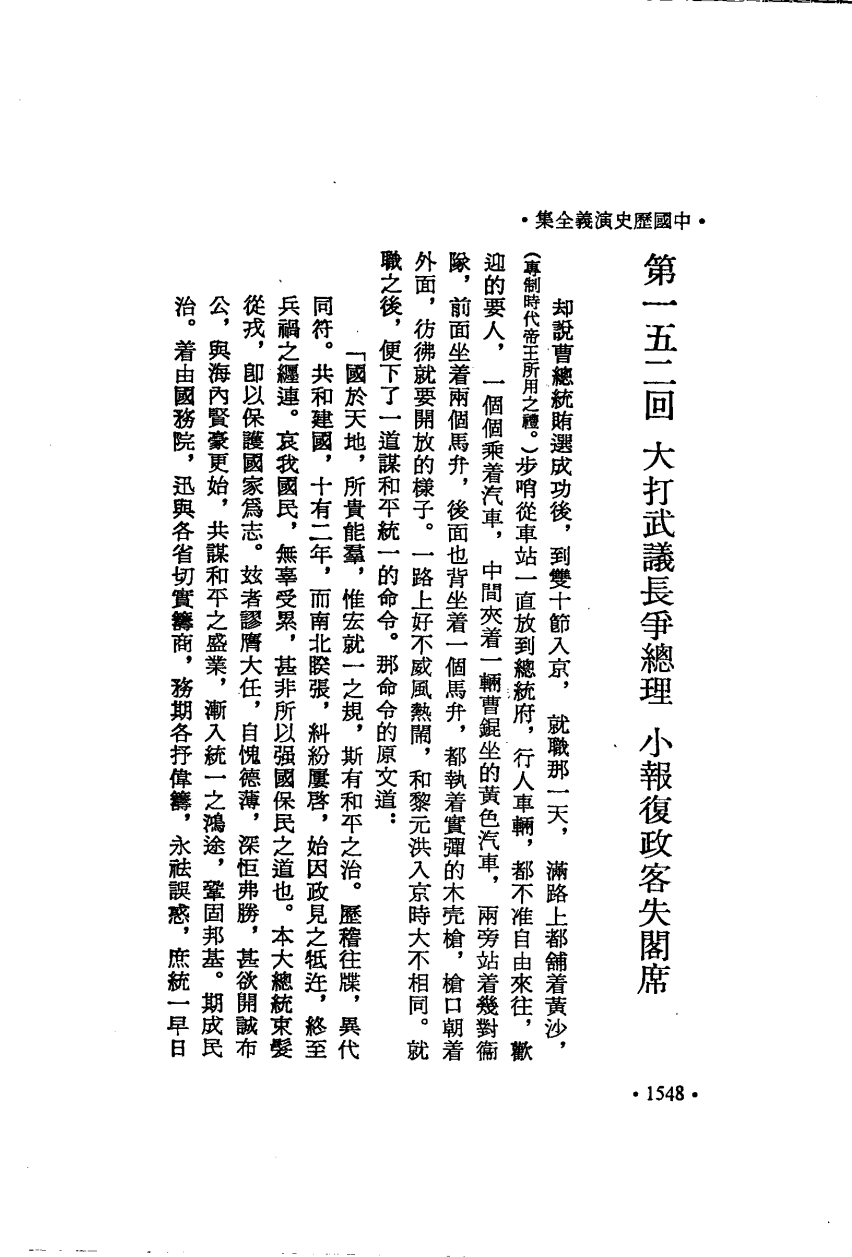 •中國歷史演義全集•
第一五二回 大打武議長爭總理 小報復政客失閣席
却說曹總統賄選成功後，到雙十節入京，就職那一天，滿路上都舖着黃沙，
（專制時代帝王所用之禮。）步哨從車站一直放到總統府，行人車輛，都不准自由來往，歡
迎的要人，一個個乘着汽車，中間夾着一輛曹錕坐的黃色汽車，兩旁站着幾對衞
隊，前面坐着兩個馬弁，後面也背坐着一個馬弁，都執着實彈的木壳槍，槍口朝着
外面，彷彿就要開放的樣子。一路上好不威風熱鬧，和黎元洪入京時大不相同。就
職之後，便下了一道謀和平統一的命令。那命令的原文道：
「國於天地，所貴能羣，惟宏就一之規，斯有和平之治。歷稽往牒，異代
同符。共和建國，十有二年，而南北睽張，糾紛屢啓，始因政見之牴迕，終至
兵禍之纏連。哀我國民，無辜受累，甚非所以强國保民之道也。本大總統束髮
從戎，卽以保護國家爲志。玆者謬膺大任，自愧德薄，深恒弗勝，甚欲開誠布
公，與海內賢豪更始，共謀和平之盛業，漸入統一之鴻途，鞏固邦基。期成民
治。着由國務院，迅與各省切實籌商，務期各抒偉籌，永祛誤惑，庶統一早日
•1548•